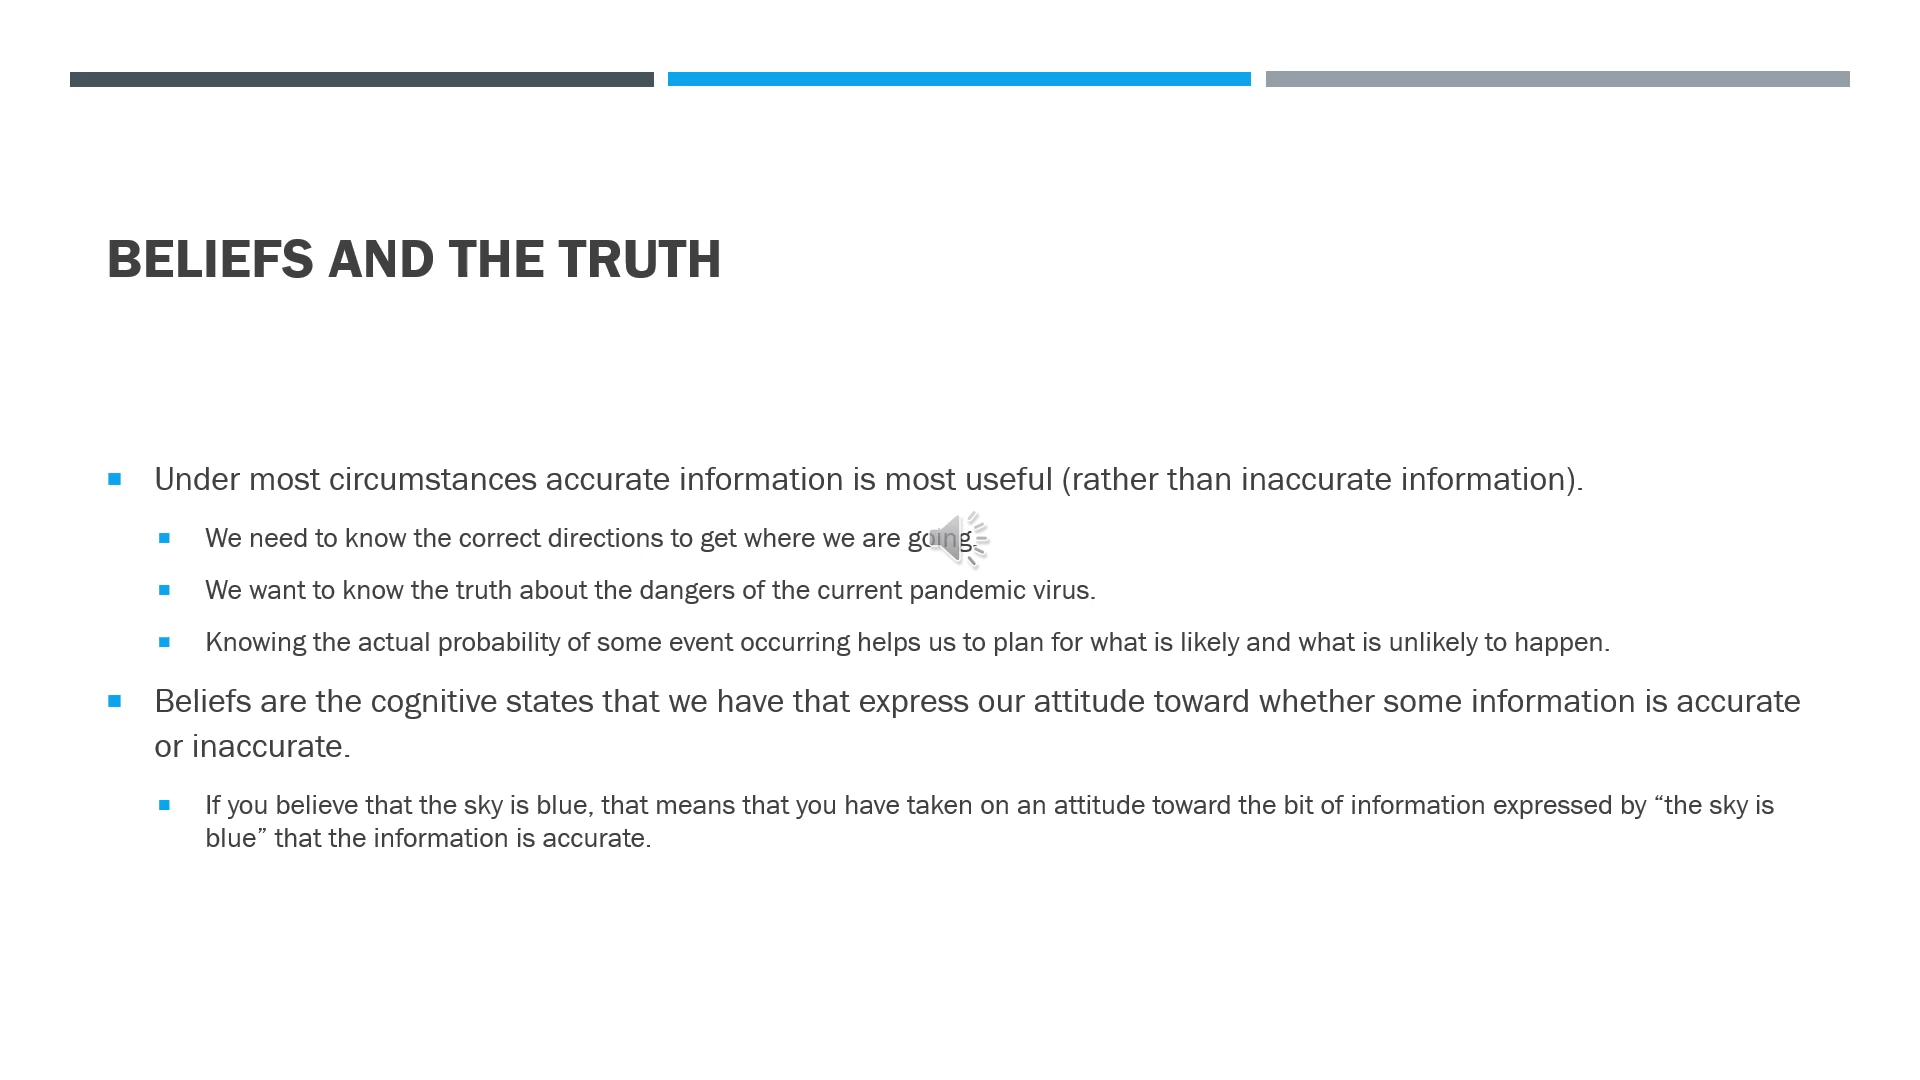 BELIEFS AND THE TRUTH
Under most circumstances accurate information is most useful (rather than inaccurate information).
We need to know the correct directions to get where we are going.
We want to know the truth about the dangers of the current pandemic virus.
Knowing the actual probability of some event occurring helps us to plan for what is likely and what is unlikely to happen.
Beliefs are the cognitive states that we have that express our attitude toward whether some information is accurate
or inaccurate.
If you believe that the sky is blue, that means that you have taken on an attitude toward the bit of information expressed by “the sky is
blue” that the information is accurate.